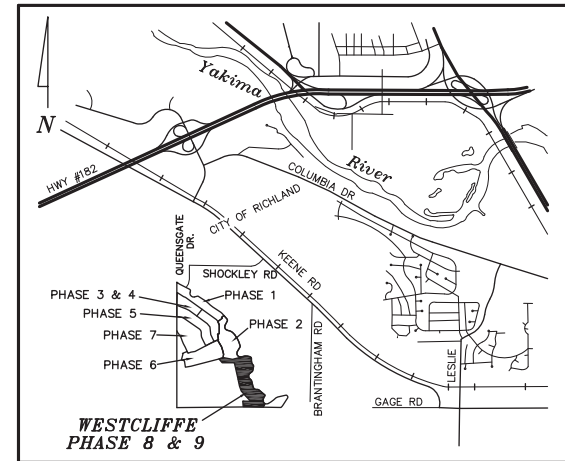 Yakima
N
HWY #182
River
COLUMBIA DR
CITY OF RICHLAND
QUEENSGATE
DR.
KEENE RD
SHOCKLEY RD
PHASE 3 & 4
PHASE 1
PHASE 5
PHASE 7
PHASE 2
PHASE 6
BRANTINGHAM RD
LESLIE
GAGE RD
WESTCLIFFE
PHASE 8 & 9